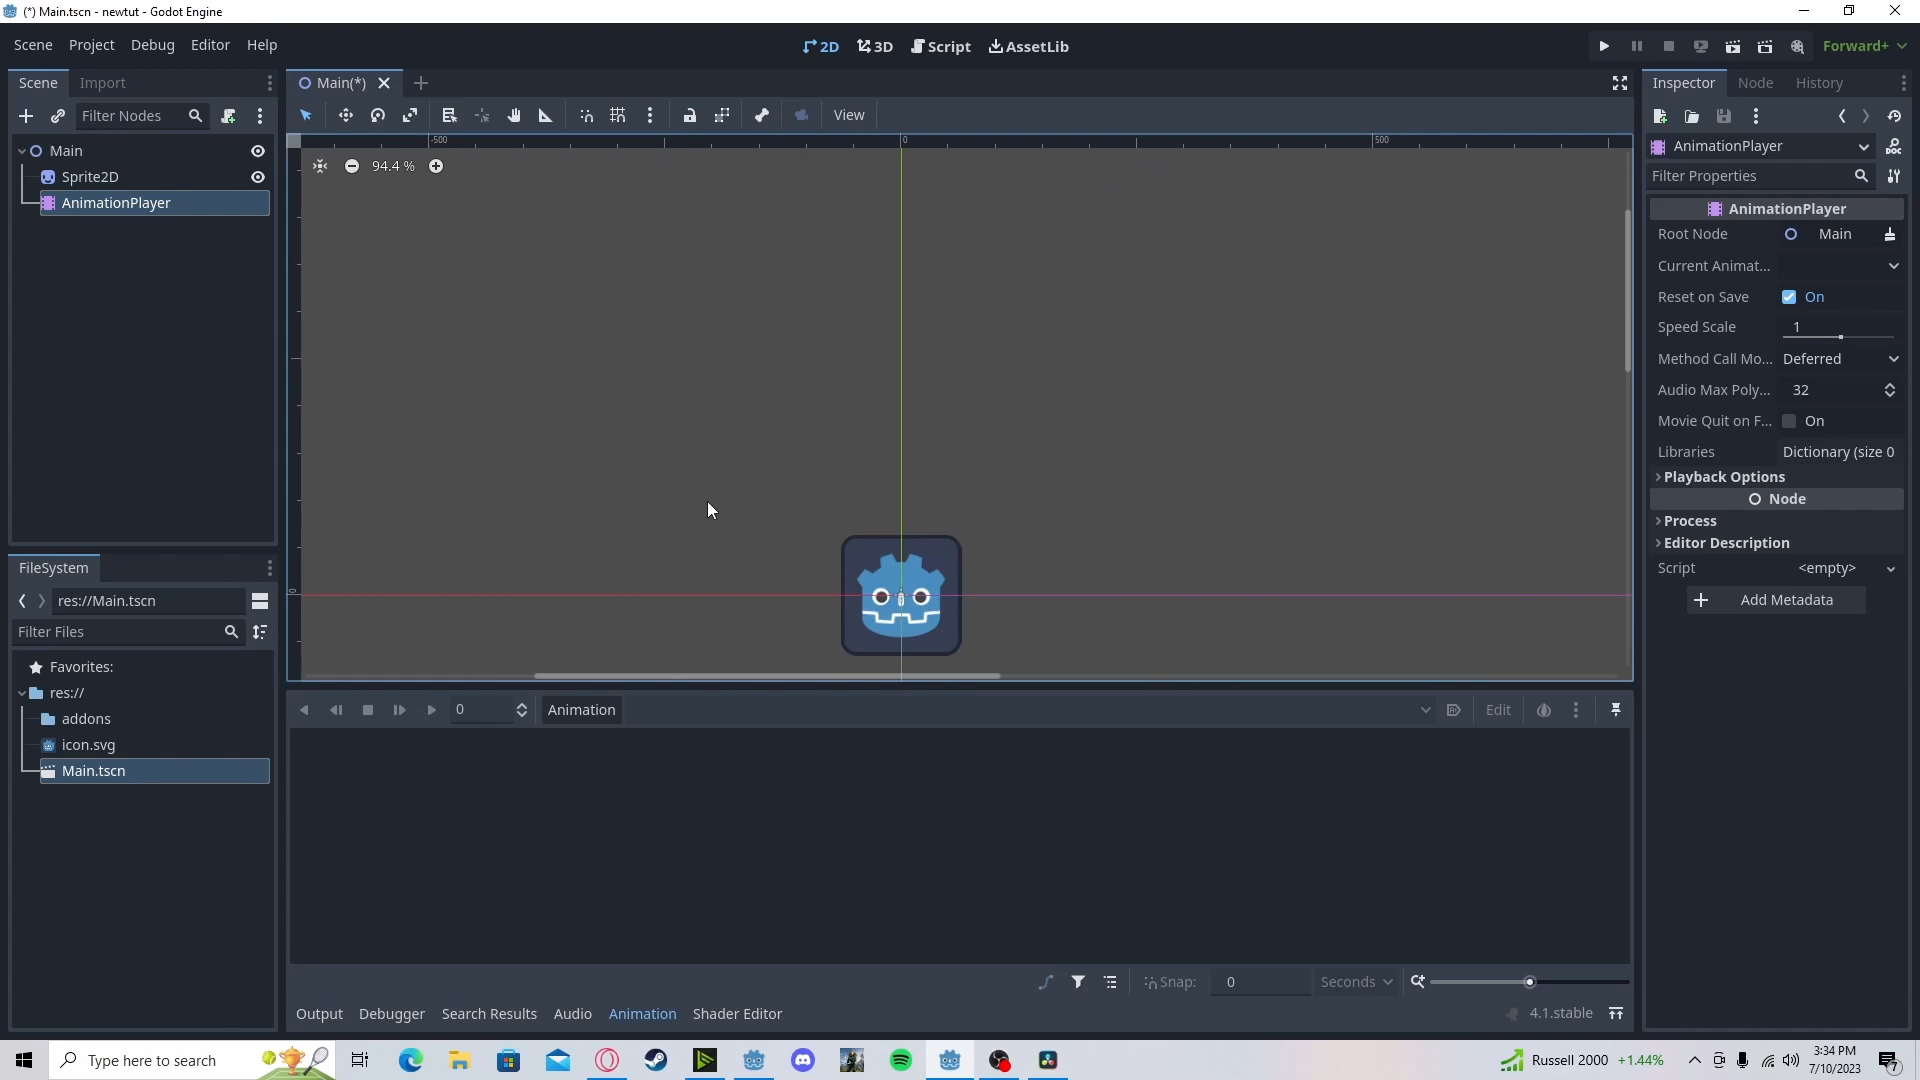 (*) Main.tscn - newtut - Godot Engine
Scene Project Debug Editor Help
2D 3D Script AssetLib
Forward+
Scene Import
Main(*)
Inspector Node History
Filter Nodes
View
Main
Sprite2D
AnimationPlayer
-500 0 500
94.4 %
0
AnimationPlayer
Filter Properties
AnimationPlayer
Root Node Main
Current Animat...
Reset on Save On
Speed Scale 1
Method Call Mo... Deferred
Audio Max Poly... 32
Movie Quit on F... On
Libraries Dictionary (size 0
Playback Options
Node
Process
Editor Description
Script <empty>
Add Metadata
FileSystem
res://Main.tscn
Filter Files
Favorites:
res://
addons
icon.svg
Main.tscn
0 Animation Edit
Snap: 0 Seconds
Output Debugger Search Results Audio Animation Shader Editor 4.1.stable
Type here to search
Russell 2000 +1.44%
3:34 PM
7/10/2023
7